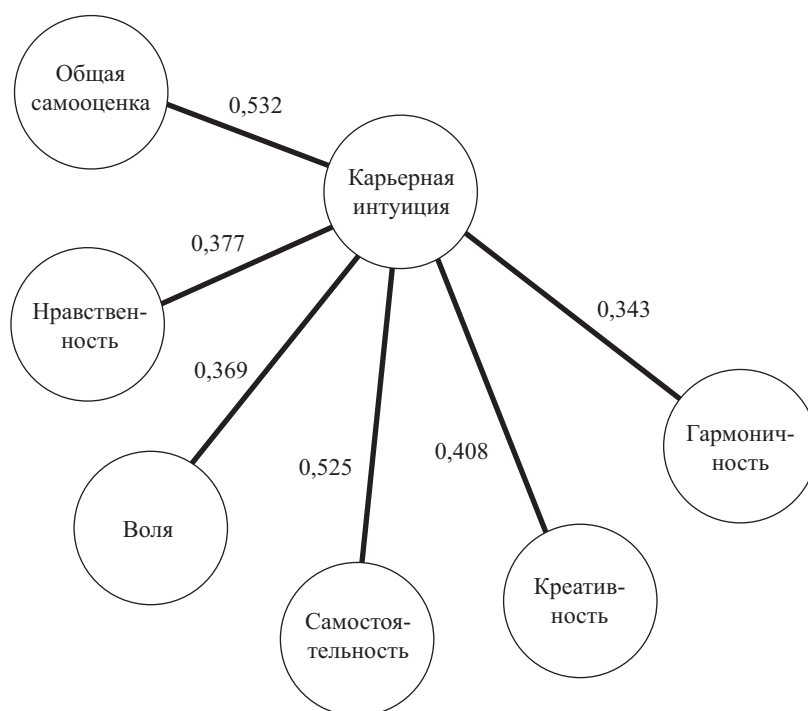 Общая
самооценка
0,532
Карьерная
интуиция
0,377
Нравствен-
ность
0,343
0,369
Гармонич-
ность
0,408
0,525
Воля
Креатив-
ность
Самостоя-
тельность